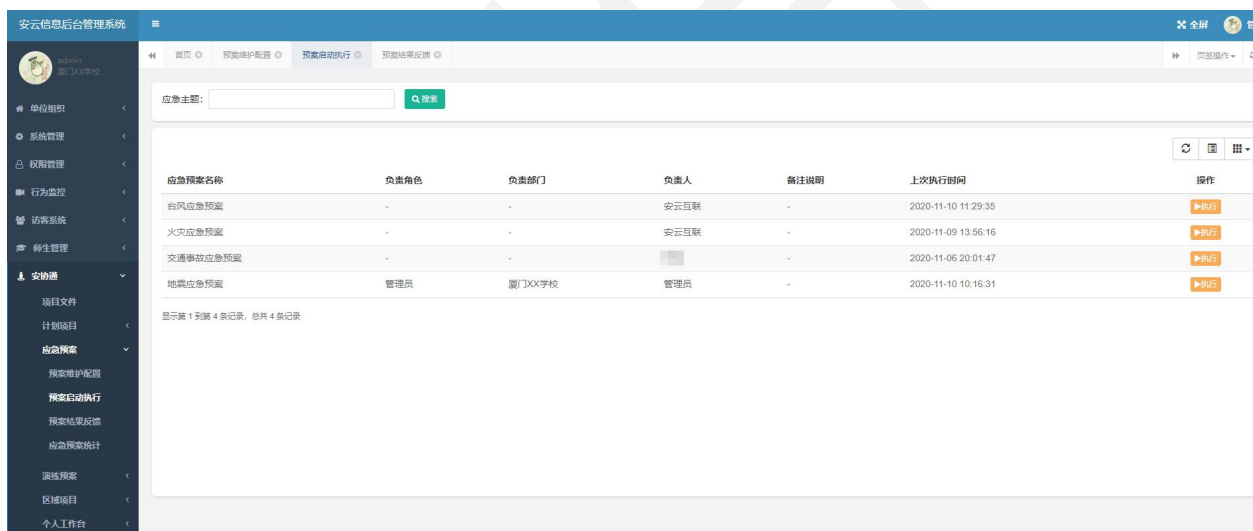 安云信息后台管理系统
全屏
admin
厦门XX学校
首页
预案维护配置
预案启动执行
预案结果反馈
页签操作
单位组织
系统管理
权限管理
行为监控
访客系统
师生管理
安协通
项目文件
计划项目
应急预案
预案维护配置
预案启动执行
预案结果反馈
应急预案统计
演练预案
区域项目
个人工作台
应急主题:
搜索
应急预案名称 负责角色 负责部门 负责人 备注说明 上次执行时间 操作
台风应急预案 - - 安云互联 - 2020-11-10 11:29:35 执行
火灾应急预案 - - 安云互联 - 2020-11-09 13:56:16 执行
交通事故应急预案 - - - 2020-11-06 20:01:47 执行
地震应急预案 管理员 厦门XX学校 管理员 - 2020-11-10 10:16:31 执行
显示第 1 到第 4 条记录，总共 4 条记录